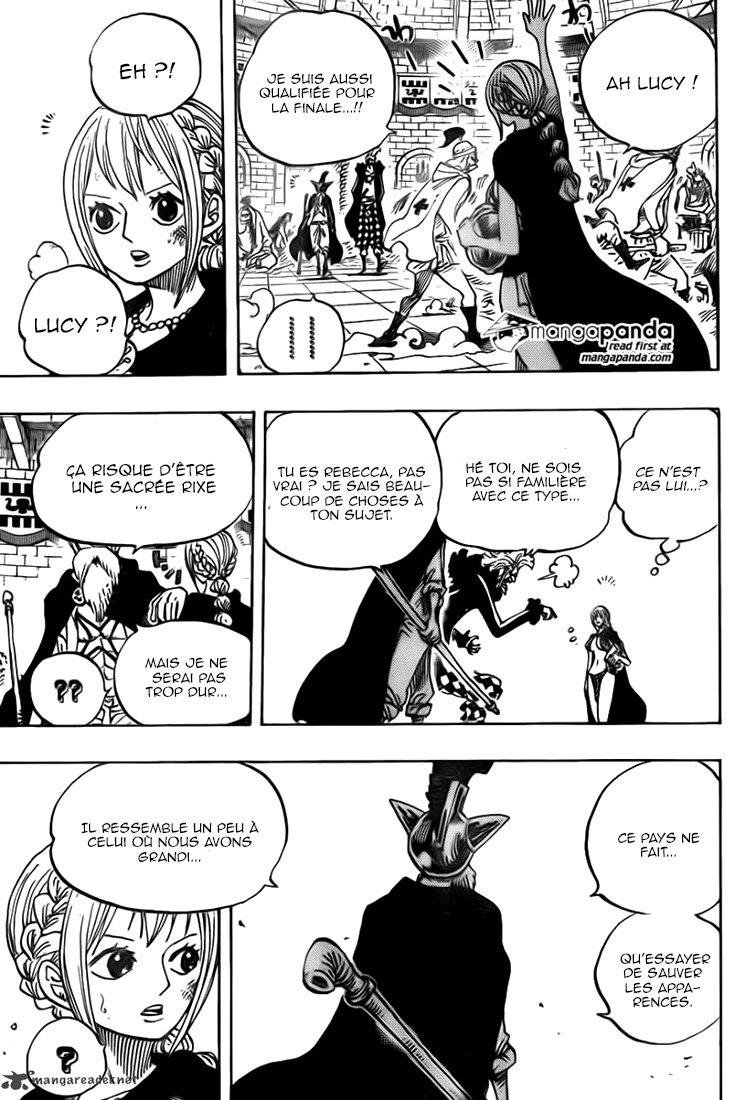 AH LUCY !
JE SUIS AUSSI
QUALIFIÉE POUR
LA FINALE...!!
!!
mangapanda
read first at
mangapanda.com
EH ?!
LUCY ?!
CE N'EST
PAS LUI...?
HÉ TOI, NE SOIS
PAS SI FAMILIÈRE
AVEC CE TYPE...
TU ES REBECCA, PAS
VRAI ? JE SAIS BEAU-
COUP DE CHOSES À
TON SUJET.
ÇA RISQUE D'ÊTRE
UNE SACRÉE RIXE
...
MAIS JE NE
SERAI PAS
TROP DUR...
??
CE PAYS NE
FAIT...
QU'ESSAYER
DE SAUVER
LES APPA-
RENCES.
IL RESSEMBLE UN PEU À
CELUI OÙ NOUS AVONS
GRANDI...
?
mangareader.net